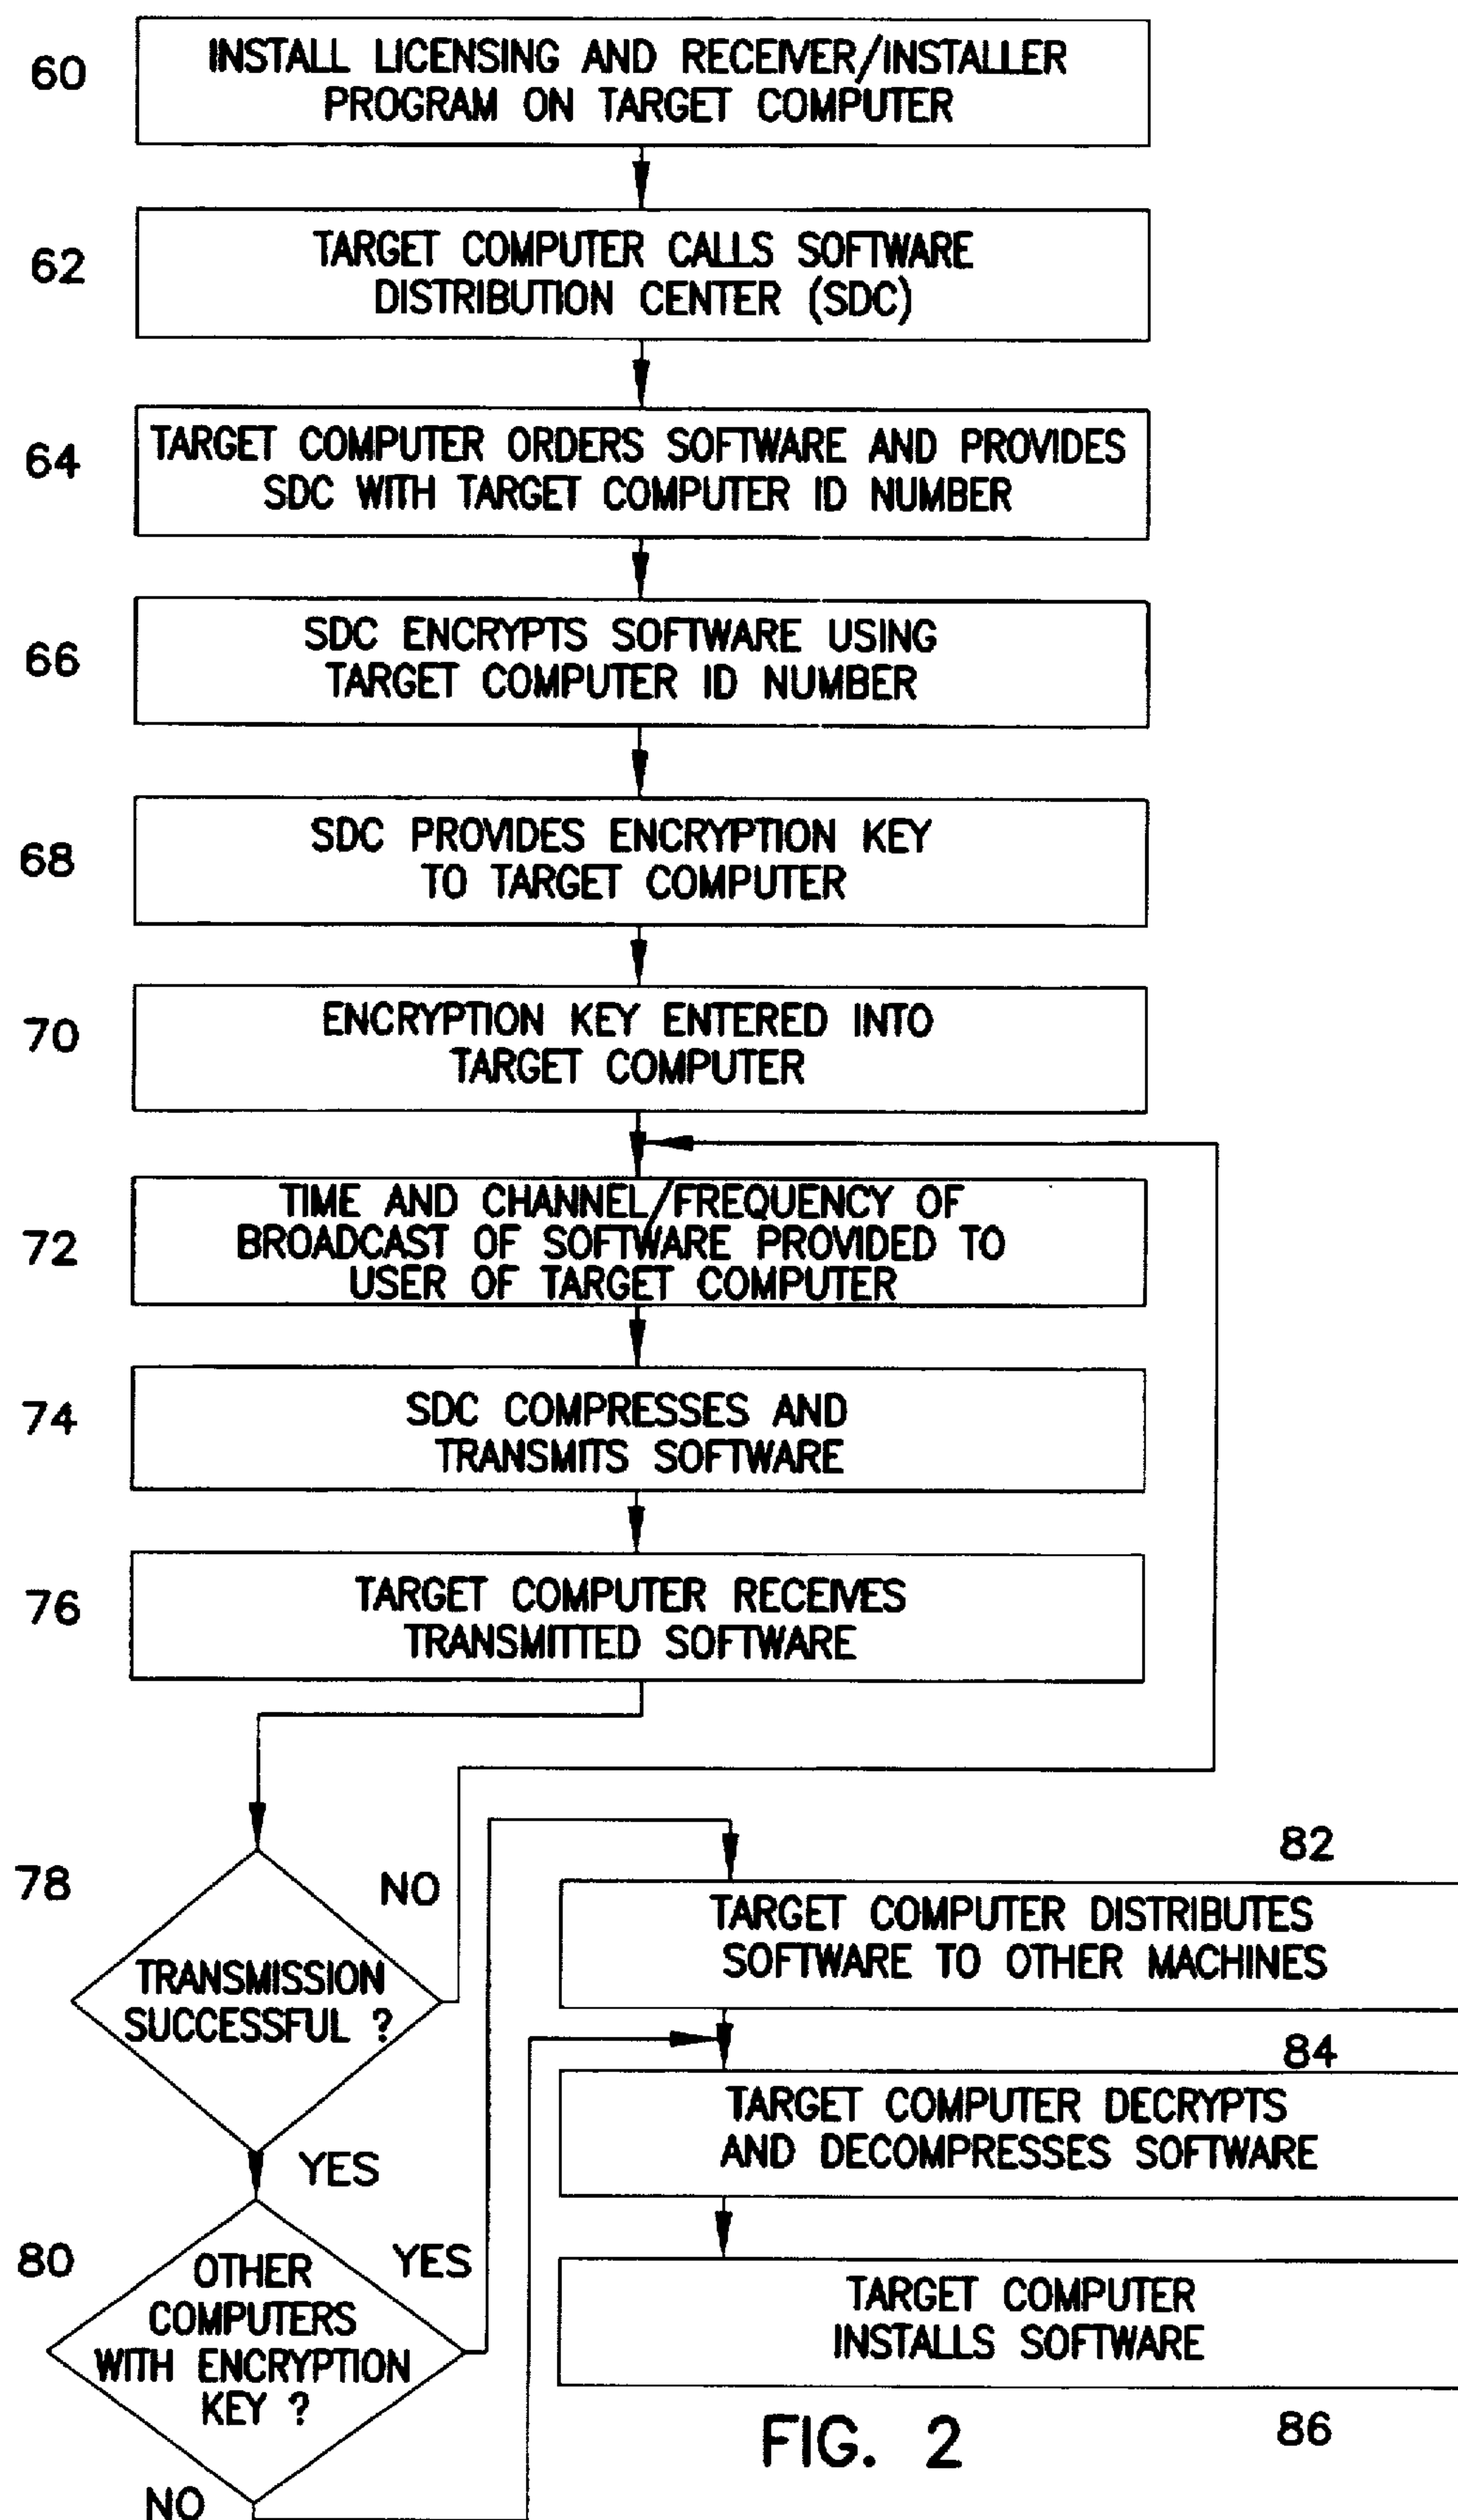 60
INSTALL LICENSING AND RECEIVER/INSTALLER
PROGRAM ON TARGET COMPUTER
62
TARGET COMPUTER CALLS SOFTWARE
DISTRIBUTION CENTER (SDC)
64
TARGET COMPUTER ORDERS SOFTWARE AND PROVIDES
SDC WITH TARGET COMPUTER ID NUMBER
66
SDC ENCRYPTS SOFTWARE USING
TARGET COMPUTER ID NUMBER
68
SDC PROVIDES ENCRYPTION KEY
TO TARGET COMPUTER
70
ENCRYPTION KEY ENTERED INTO
TARGET COMPUTER
72
TIME AND CHANNEL/FREQUENCY OF
BROADCAST OF SOFTWARE PROVIDED TO
USER OF TARGET COMPUTER
74
SDC COMPRESSES AND
TRANSMITS SOFTWARE
76
TARGET COMPUTER RECEIVES
TRANSMITTED SOFTWARE
78
NO
TRANSMISSION
SUCCESSFUL ?
YES
80
YES
OTHER
COMPUTERS
WITH ENCRYPTION
KEY ?
NO
82
TARGET COMPUTER DISTRIBUTES
SOFTWARE TO OTHER MACHINES
84
TARGET COMPUTER DECRYPTS
AND DECOMPRESSES SOFTWARE
TARGET COMPUTER
INSTALLS SOFTWARE
86
FIG. 2